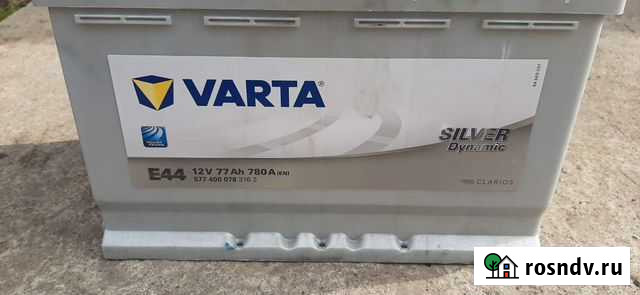 VARTA®
SILVER
Dynamic
E44 12V 77Ah 780A (EN)
577 400 078 316 2
CLARIOS
rosndv.ru